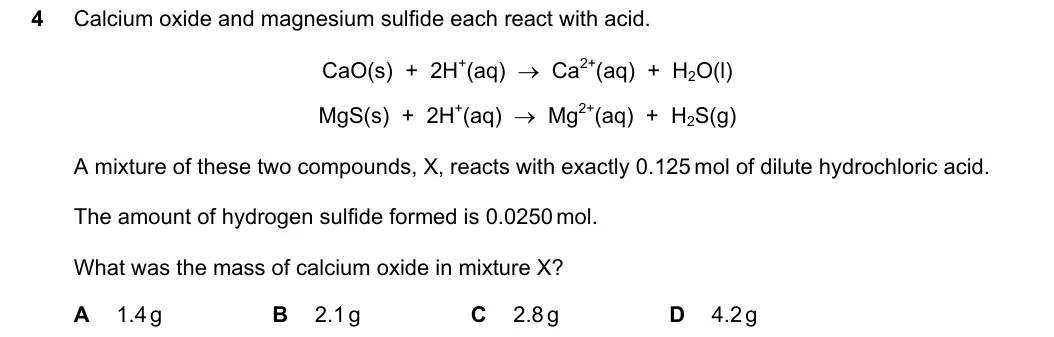 4 Calcium oxide and magnesium sulfide each react with acid.
CaO(s) + 2H⁺(aq) → Ca²⁺(aq) + H₂O(l)
MgS(s) + 2H⁺(aq) → Mg²⁺(aq) + H₂S(g)
A mixture of these two compounds, X, reacts with exactly 0.125 mol of dilute hydrochloric acid.
The amount of hydrogen sulfide formed is 0.0250 mol.
What was the mass of calcium oxide in mixture X?
A 1.4 g B 2.1 g C 2.8 g D 4.2 g